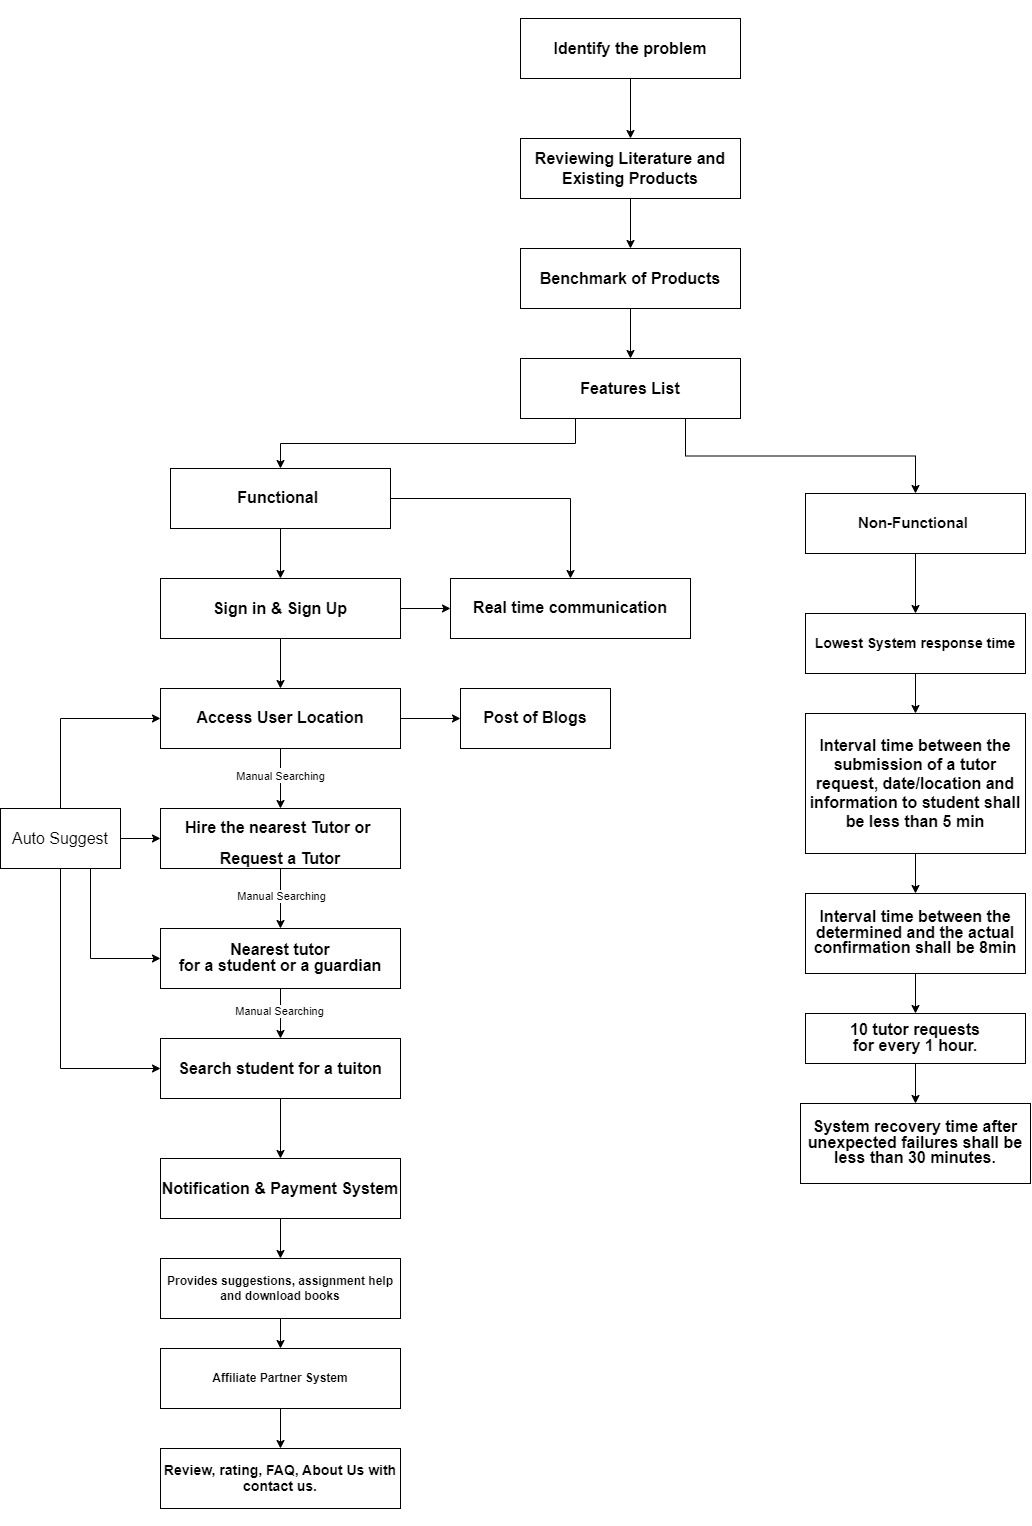 Identify the problem
Reviewing Literature and
Existing Products
Benchmark of Products
Features List
Functional
Non-Functional
Sign in & Sign Up
Real time communication
Lowest System response time
Access User Location
Post of Blogs
Interval time between the
submission of a tutor
request, date/location and
information to student shall
be less than 5 min
Manual Searching
Auto Suggest
Hire the nearest Tutor or
Request a Tutor
Manual Searching
Interval time between the
determined and the actual
confirmation shall be 8min
Nearest tutor
for a student or a guardian
Manual Searching
10 tutor requests
for every 1 hour.
Search student for a tuiton
System recovery time after
unexpected failures shall be
less than 30 minutes.
Notification & Payment System
Provides suggestions, assignment help
and download books
Affiliate Partner System
Review, rating, FAQ, About Us with
contact us.